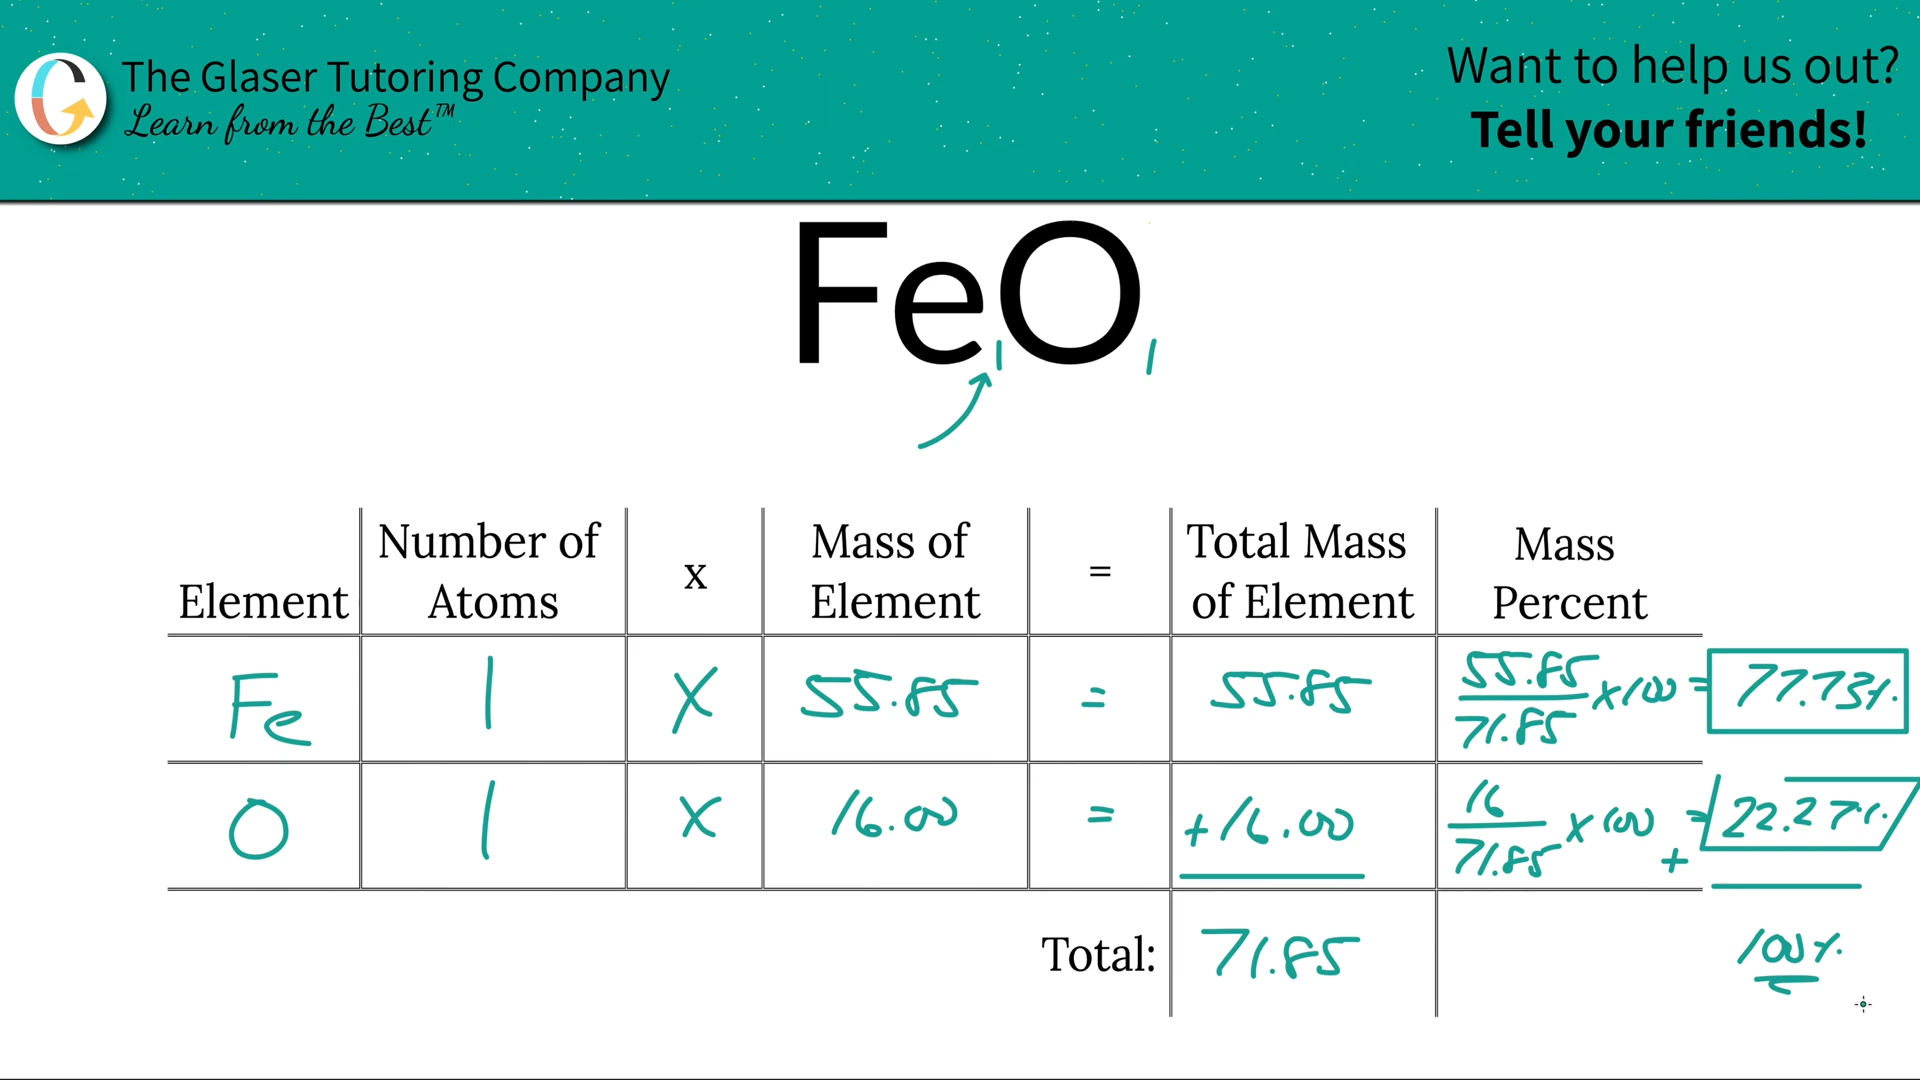 The Glaser Tutoring Company
Learn from the Best™
Want to help us out?
Tell your friends!
FeO
1 1
Element Number of Atoms x Mass of Element = Total Mass of Element Mass Percent
Fe 1 x 55.85 = 55.85 55.85/71.85 x100 = 77.73%
O 1 x 16.00 = +16.00 16/71.85 x100 = 22.27%
+
Total: 71.85 100%